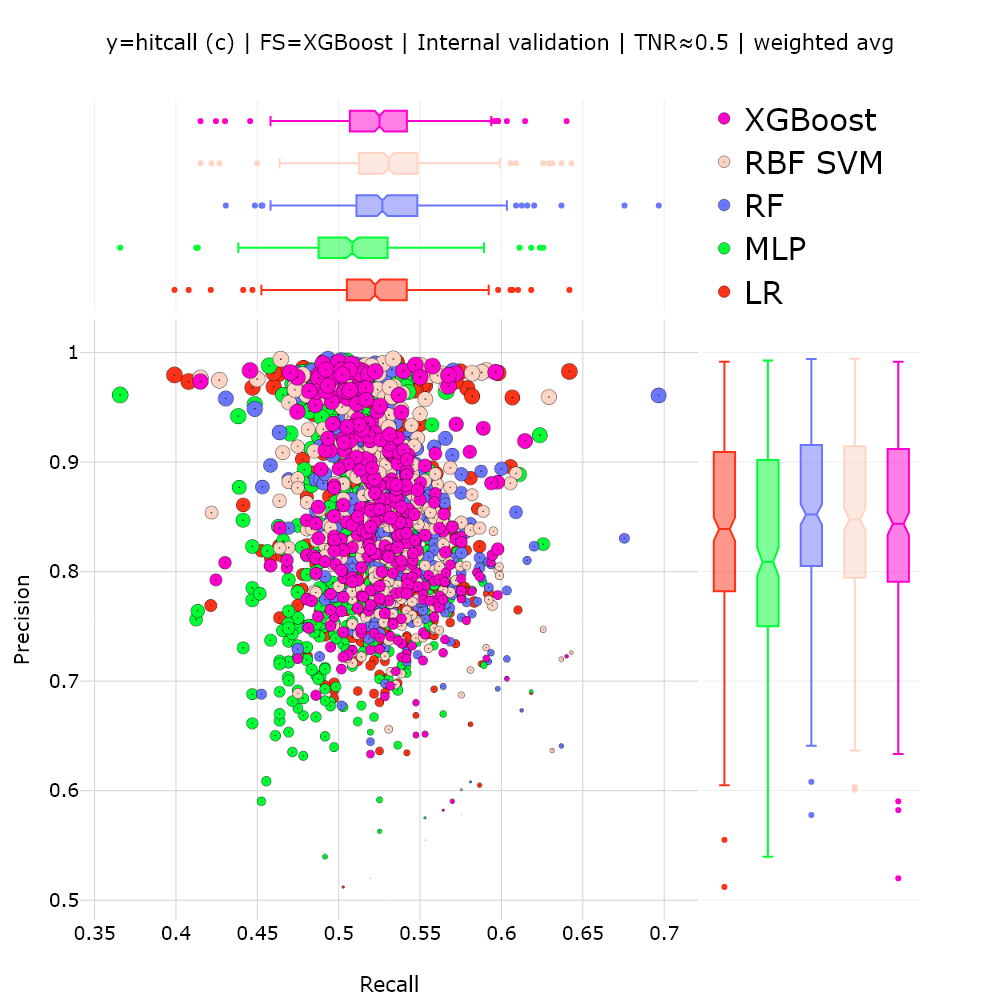 y=hitcall (c) | FS=XGBoost | Internal validation | TNR≈0.5 | weighted avg
XGBoost
RBF SVM
RF
MLP
LR
1
0.9
0.8
0.7
0.6
0.5
Precision
0.35 0.4 0.45 0.5 0.55 0.6 0.65 0.7
Recall